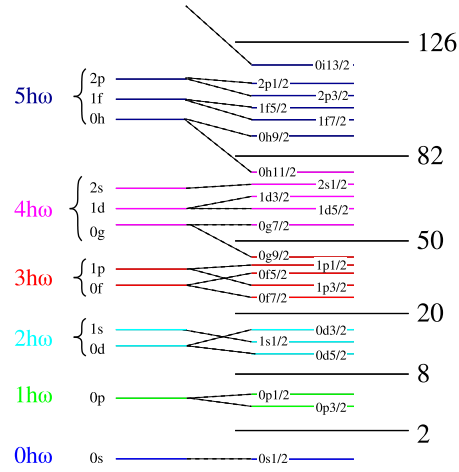 126
0i13/2
2p
2p1/2
5hω
1f
2p3/2
1f5/2
0h
1f7/2
0h9/2
82
0h11/2
2s
2s1/2
1d3/2
4hω
1d
1d5/2
0g
0g7/2
50
0g9/2
1p
1p1/2
3hω
0f5/2
0f
1p3/2
0f7/2
20
1s
0d3/2
2hω
1s1/2
0d
0d5/2
8
1hω
0p
0p1/2
0p3/2
2
0hω
0s
0s1/2